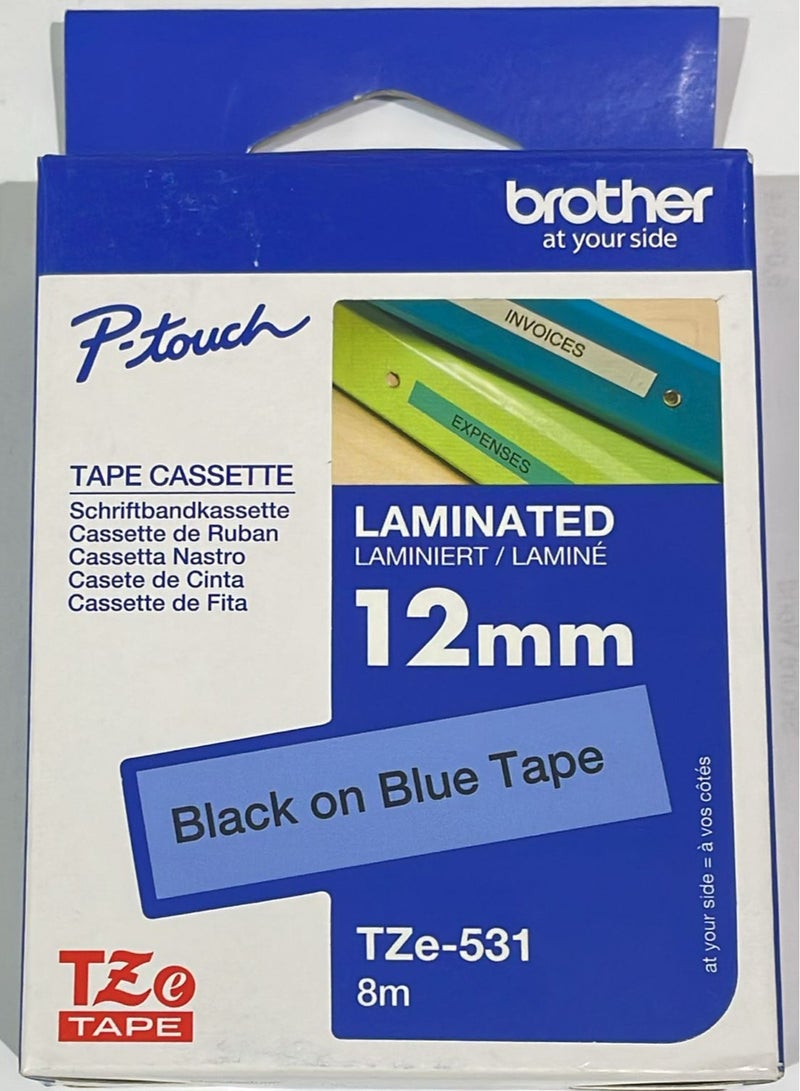 brother
at your side
P-touch
INVOICES
EXPENSES
TAPE CASSETTE
Schriftbandkassette
Cassette de Ruban
Cassetta Nastro
Casete de Cinta
Cassette de Fita
LAMINATED
LAMINIERT / LAMINÉ
12mm
Black on Blue Tape
at your side = à vos côtés
TZe-531
8m
TZe
TAPE